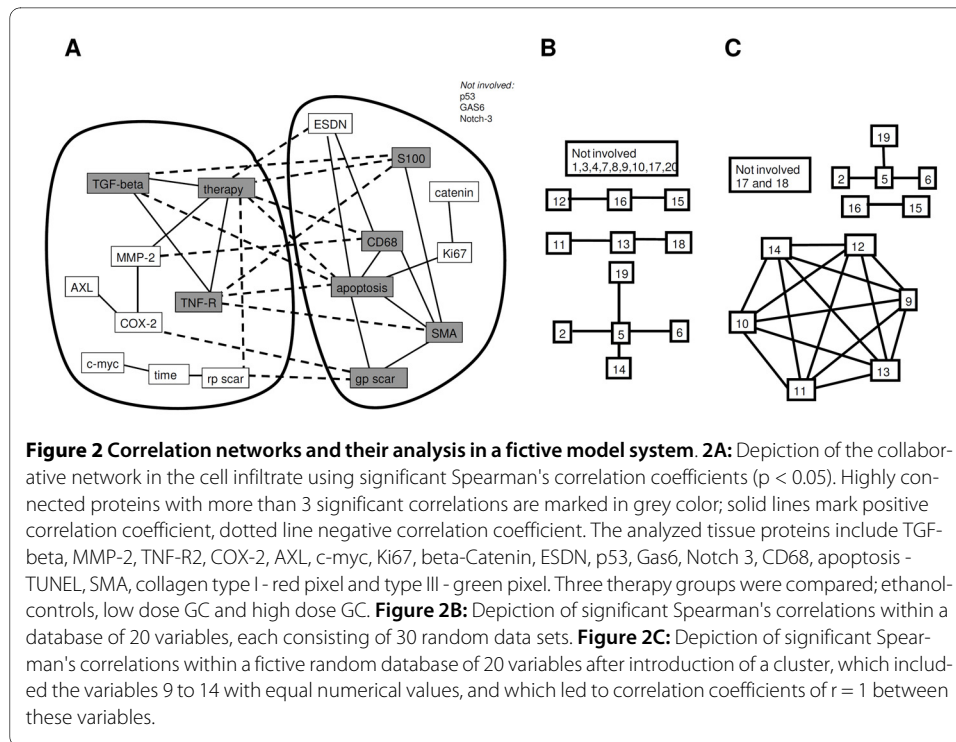 A
B
C
Not involved:
p53
GAS6
Notch-3
ESDN
S100
TGF-beta
therapy
catenin
CD68
Ki67
MMP-2
AXL
TNF-R
apoptosis
COX-2
SMA
c-myc
time
rp scar
gp scar
Not involved
1,3,4,7,8,9,10,17,20
12
16
15
11
13
18
19
2
5
6
14
Not involved
17 and 18
19
2
5
6
16
15
14
12
9
10
11
13
Figure 2 Correlation networks and their analysis in a fictive model system. 2A: Depiction of the collabor-
ative network in the cell infiltrate using significant Spearman's correlation coefficients (p < 0.05). Highly con-
nected proteins with more than 3 significant correlations are marked in grey color; solid lines mark positive
correlation coefficient, dotted line negative correlation coefficient. The analyzed tissue proteins include TGF-
beta, MMP-2, TNF-R2, COX-2, AXL, c-myc, Ki67, beta-Catenin, ESDN, p53, Gas6, Notch 3, CD68, apoptosis -
TUNEL, SMA, collagen type I - red pixel and type III - green pixel. Three therapy groups were compared; ethanol-
controls, low dose GC and high dose GC. Figure 2B: Depiction of significant Spearman's correlations within a
database of 20 variables, each consisting of 30 random data sets. Figure 2C: Depiction of significant Spear-
man's correlations within a fictive random database of 20 variables after introduction of a cluster, which includ-
ed the variables 9 to 14 with equal numerical values, and which led to correlation coefficients of r = 1 between
these variables.